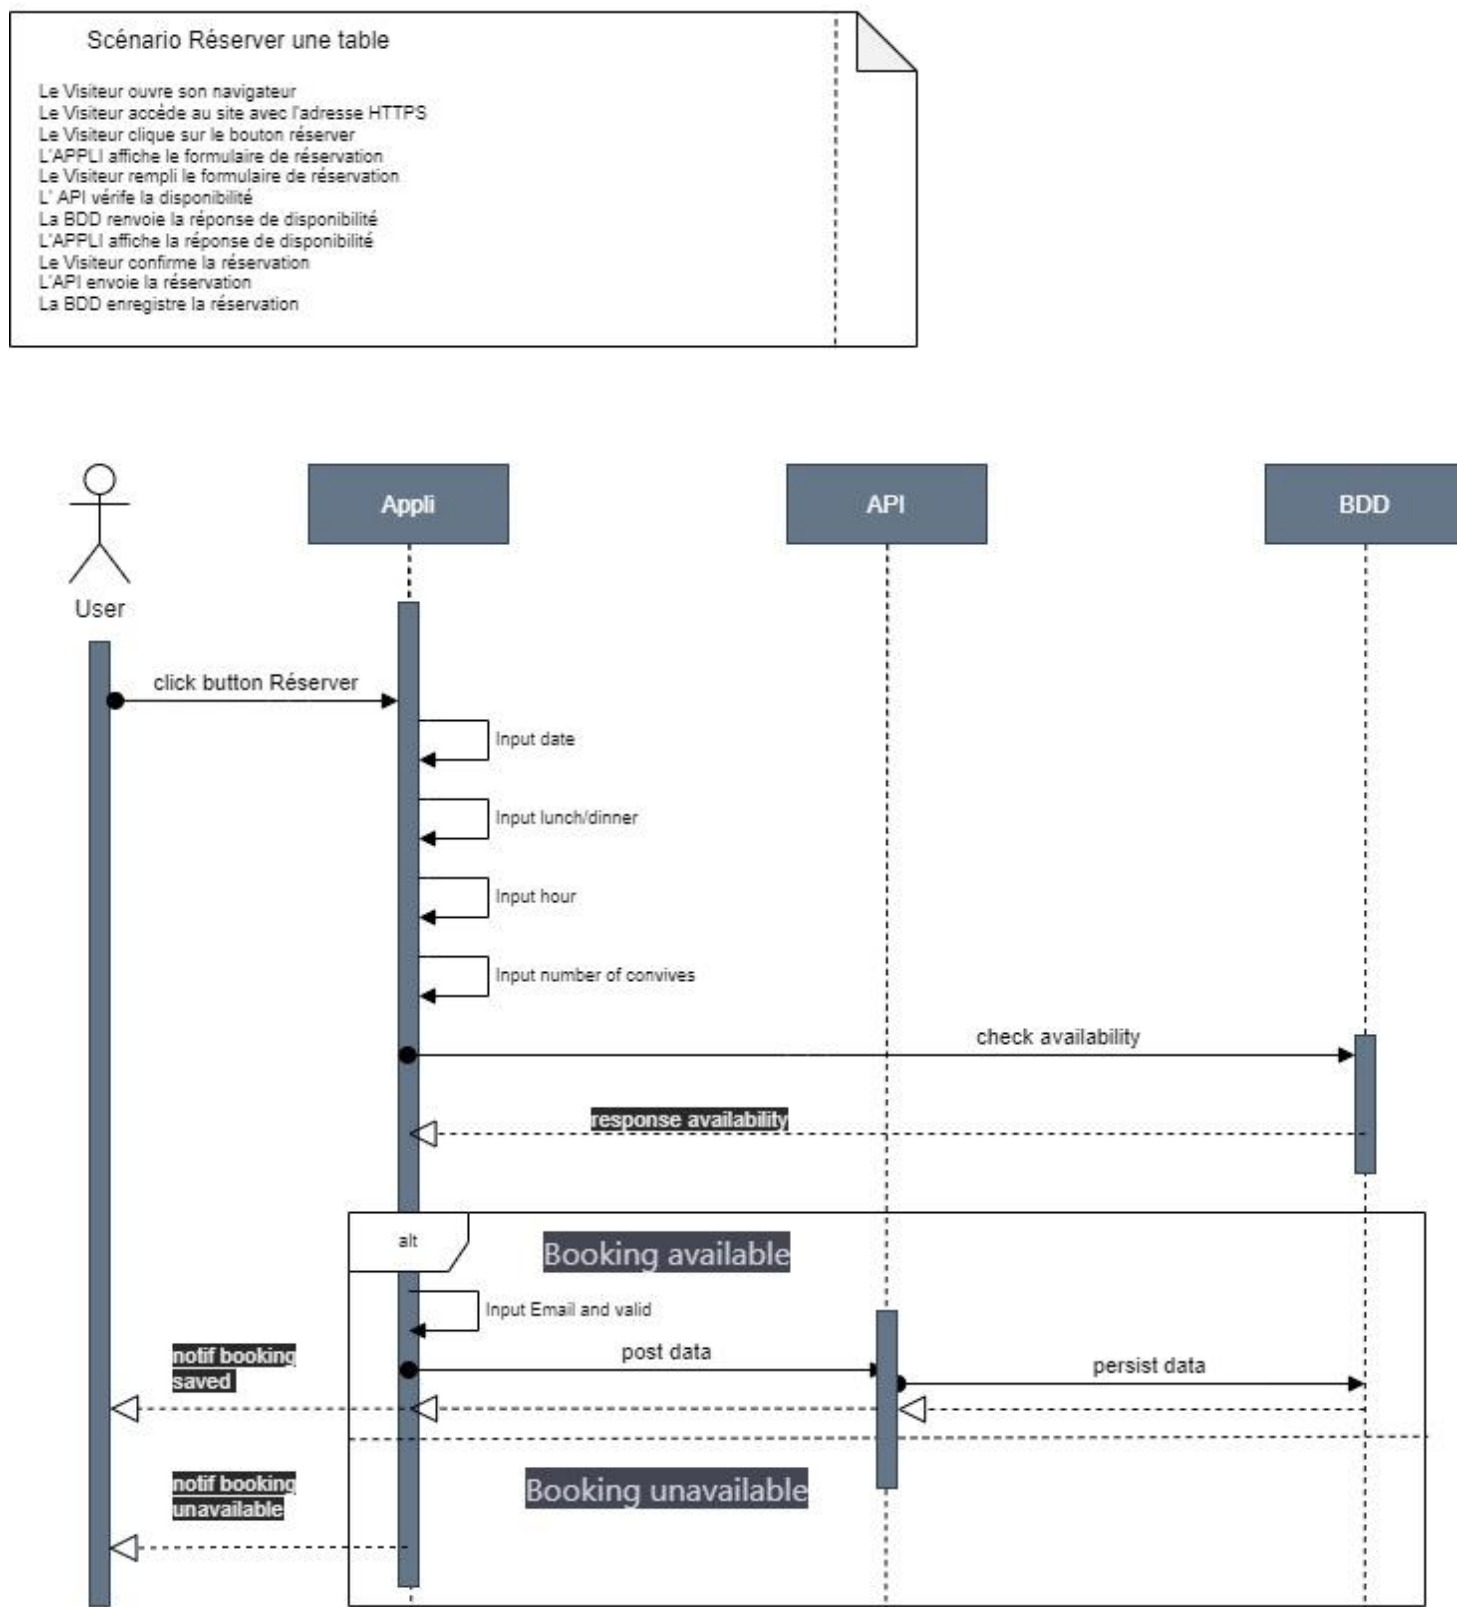 Scénario Réserver une table
Le Visiteur ouvre son navigateur
Le Visiteur accède au site avec l'adresse HTTPS
Le Visiteur clique sur le bouton réserver
L'APPLI affiche le formulaire de réservation
Le Visiteur rempli le formulaire de réservation
L' API vérife la disponibilité
La BDD renvoie la réponse de disponibilité
L'APPLI affiche la réponse de disponibilité
Le Visiteur confirme la réservation
L'API envoie la réservation
La BDD enregistre la réservation
Appli
API
BDD
User
click button Réserver
Input date
Input lunch/dinner
Input hour
Input number of convives
check availability
response availability
alt
Booking available
Input Email and valid
notif booking
saved
post data
persist data
notif booking
unavailable
Booking unavailable